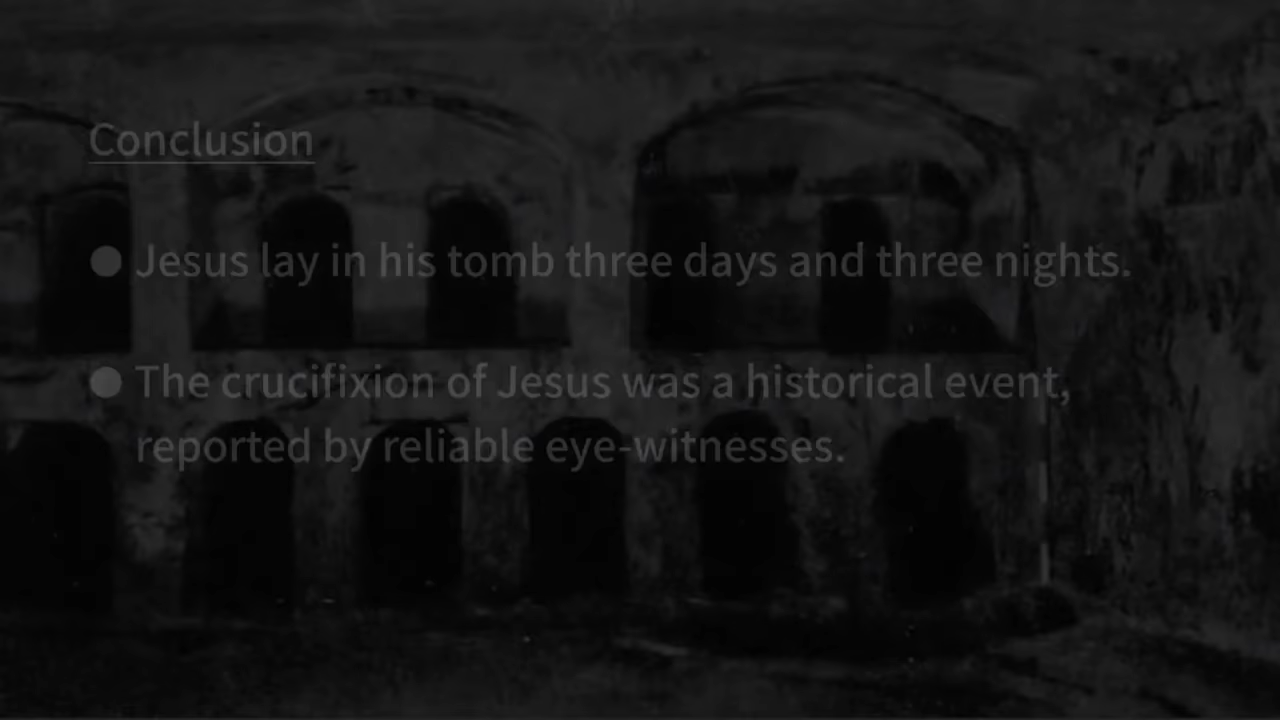 Conclusion
● Jesus lay in his tomb three days and three nights.
● The crucifixion of Jesus was a historical event,
reported by reliable eye-witnesses.